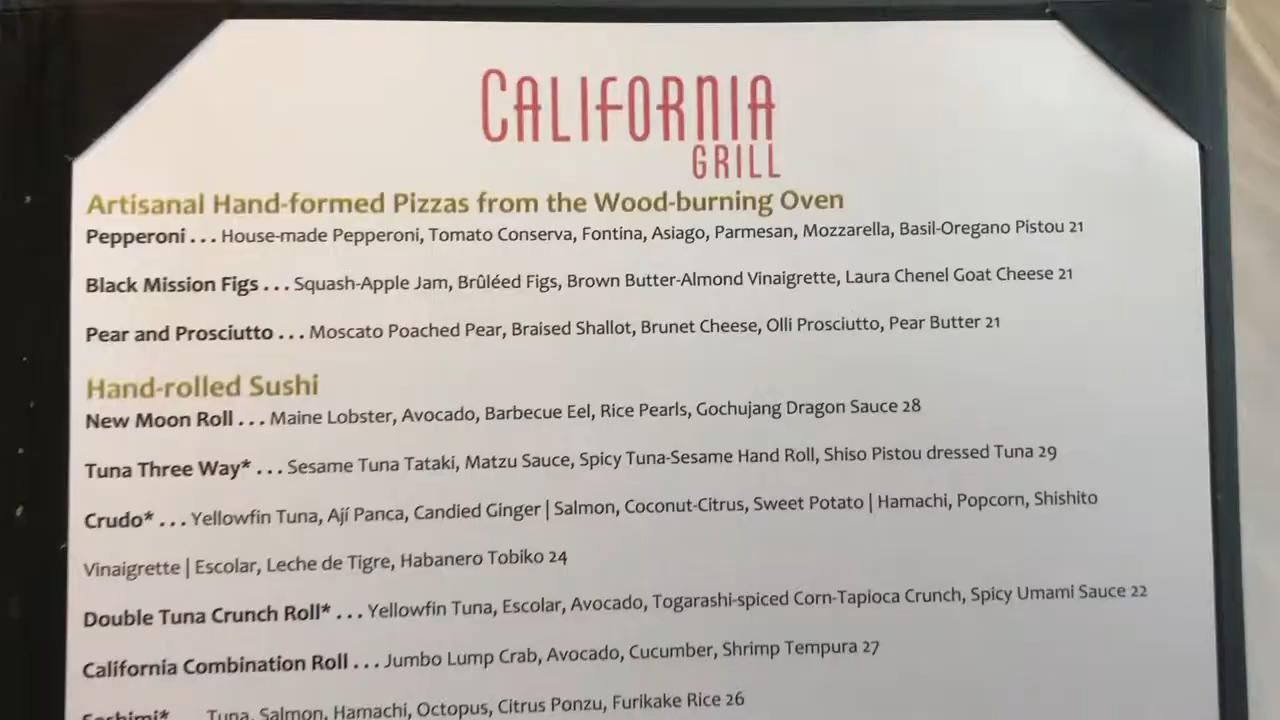 CALIFORNIA
GRILL
Artisanal Hand-formed Pizzas from the Wood-burning Oven
Pepperoni . . . House-made Pepperoni, Tomato Conserva, Fontina, Asiago, Parmesan, Mozzarella, Basil-Oregano Pistou 21
Black Mission Figs . . . Squash-Apple Jam, Brûléed Figs, Brown Butter-Almond Vinaigrette, Laura Chenel Goat Cheese 21
Pear and Prosciutto . . . Moscato Poached Pear, Braised Shallot, Brunet Cheese, Olli Prosciutto, Pear Butter 21
Hand-rolled Sushi
New Moon Roll . . . Maine Lobster, Avocado, Barbecue Eel, Rice Pearls, Gochujang Dragon Sauce 28
Tuna Three Way* . . . Sesame Tuna Tataki, Matzu Sauce, Spicy Tuna-Sesame Hand Roll, Shiso Pistou dressed Tuna 29
Crudo* . . . Yellowfin Tuna, Ají Panca, Candied Ginger | Salmon, Coconut-Citrus, Sweet Potato | Hamachi, Popcorn, Shishito
Vinaigrette | Escolar, Leche de Tigre, Habanero Tobiko 24
Double Tuna Crunch Roll* . . . Yellowfin Tuna, Escolar, Avocado, Togarashi-spiced Corn-Tapioca Crunch, Spicy Umami Sauce 22
California Combination Roll . . . Jumbo Lump Crab, Avocado, Cucumber, Shrimp Tempura 27
Sashimi* . . . Tuna, Salmon, Hamachi, Octopus, Citrus Ponzu, Furikake Rice 26